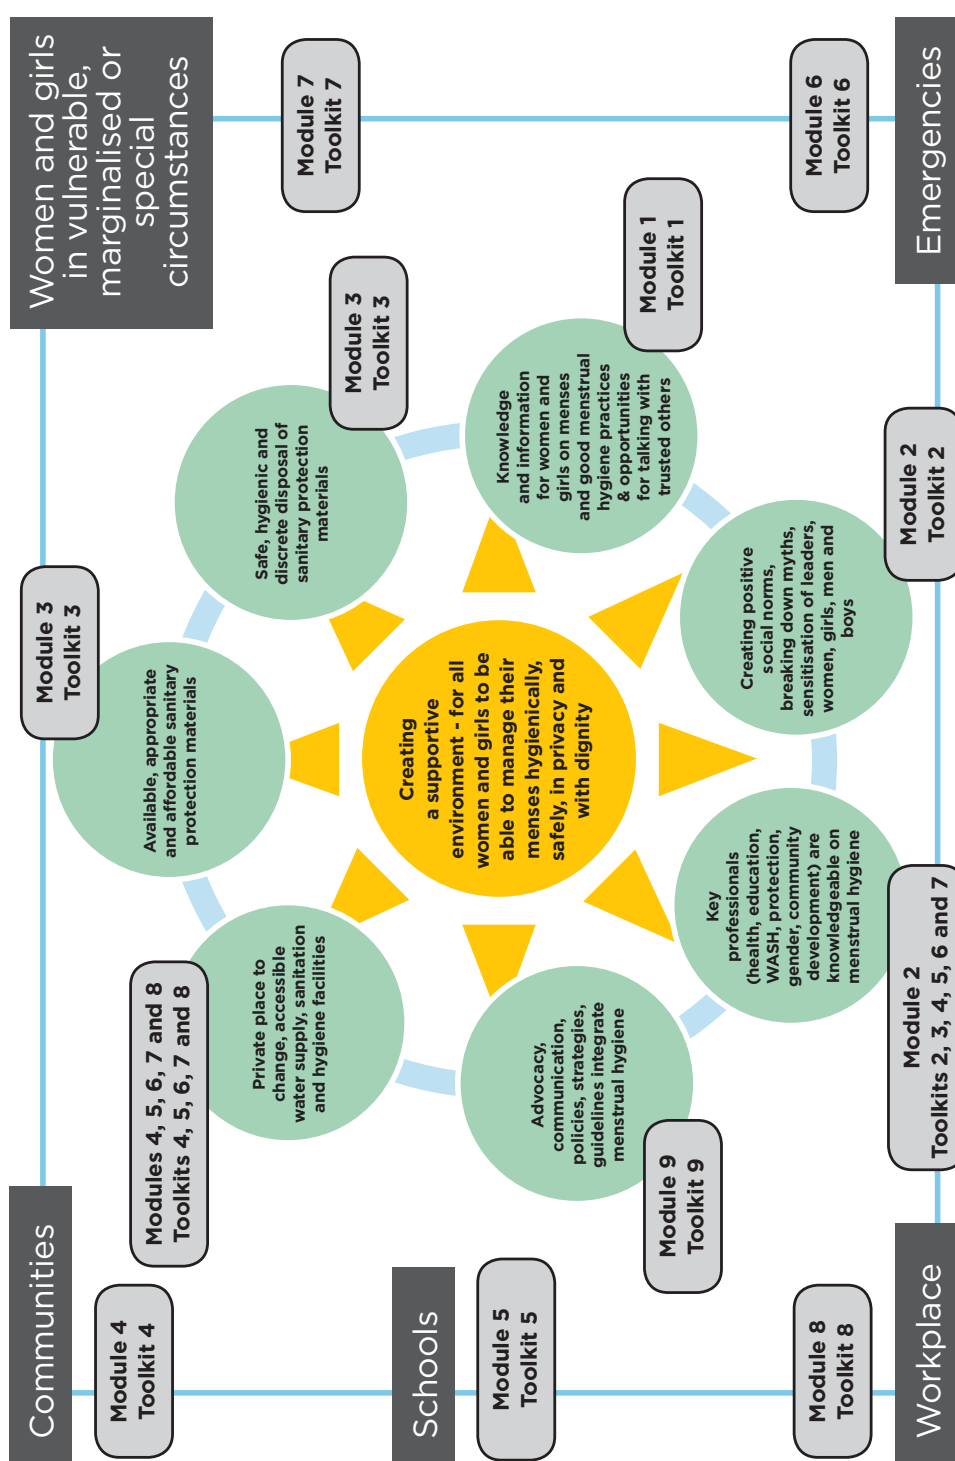 Communities
Module 4
Toolkit 4
Schools
Module 5
Toolkit 5
Workplace
Module 8
Toolkit 8
Women and girls
in vulnerable,
marginalised or
special
circumstances
Module 7
Toolkit 7
Emergencies
Module 6
Toolkit 6
Available, appropriate
and affordable sanitary
protection materials
Module 3
Toolkit 3
Safe, hygienic and
discrete disposal of
sanitary protection
materials
Module 3
Toolkit 3
Knowledge
and information
for women and
girls on menses
and good menstrual
hygiene practices
& opportunities
for talking with
trusted others
Module 1
Toolkit 1
Creating positive
social norms,
breaking down myths,
sensitisation of leaders,
women, girls, men and
boys
Module 2
Toolkit 2
Key
professionals
(health, education,
WASH, protection,
gender, community
development) are
knowledgeable on
menstrual hygiene
Module 2
Toolkits 2, 3, 4, 5, 6 and 7
Advocacy,
communication,
policies, strategies,
guidelines integrate
menstrual hygiene
Module 9
Toolkit 9
Private place to
change, accessible
water supply, sanitation
and hygiene facilities
Modules 4, 5, 6, 7 and 8
Toolkits 4, 5, 6, 7 and 8
Creating
a supportive
environment - for all
women and girls to be
able to manage their
menses hygienically,
safely, in privacy and
with dignity